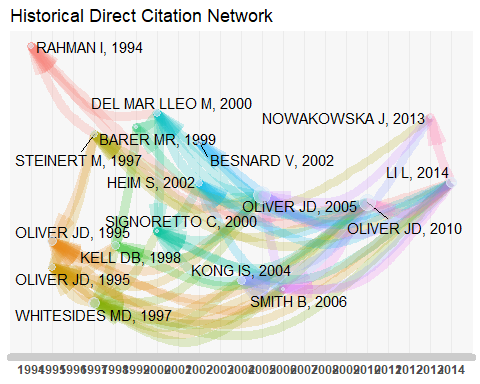 Historical Direct Citation Network
RAHMAN I, 1994
DEL MAR LLEO M, 2000
NOWAKOWSKA J, 2013
BARER MR, 1999
STEINERT M, 1997
BESNARD V, 2002
LI L, 2014
HEIM S, 2002
OLIVER JD, 2005
SIGNORETTO C, 2000
OLIVER JD, 1995
OLIVER JD, 2010
KELL DB, 1998
KONG IS, 2004
OLIVER JD, 1995
SMITH B, 2006
WHITESIDES MD, 1997
1994 1995 1996 1997 1998 1999 2000 2001 2002 2003 2004 2005 2006 2007 2008 2009 2010 2011 2012 2013 2014